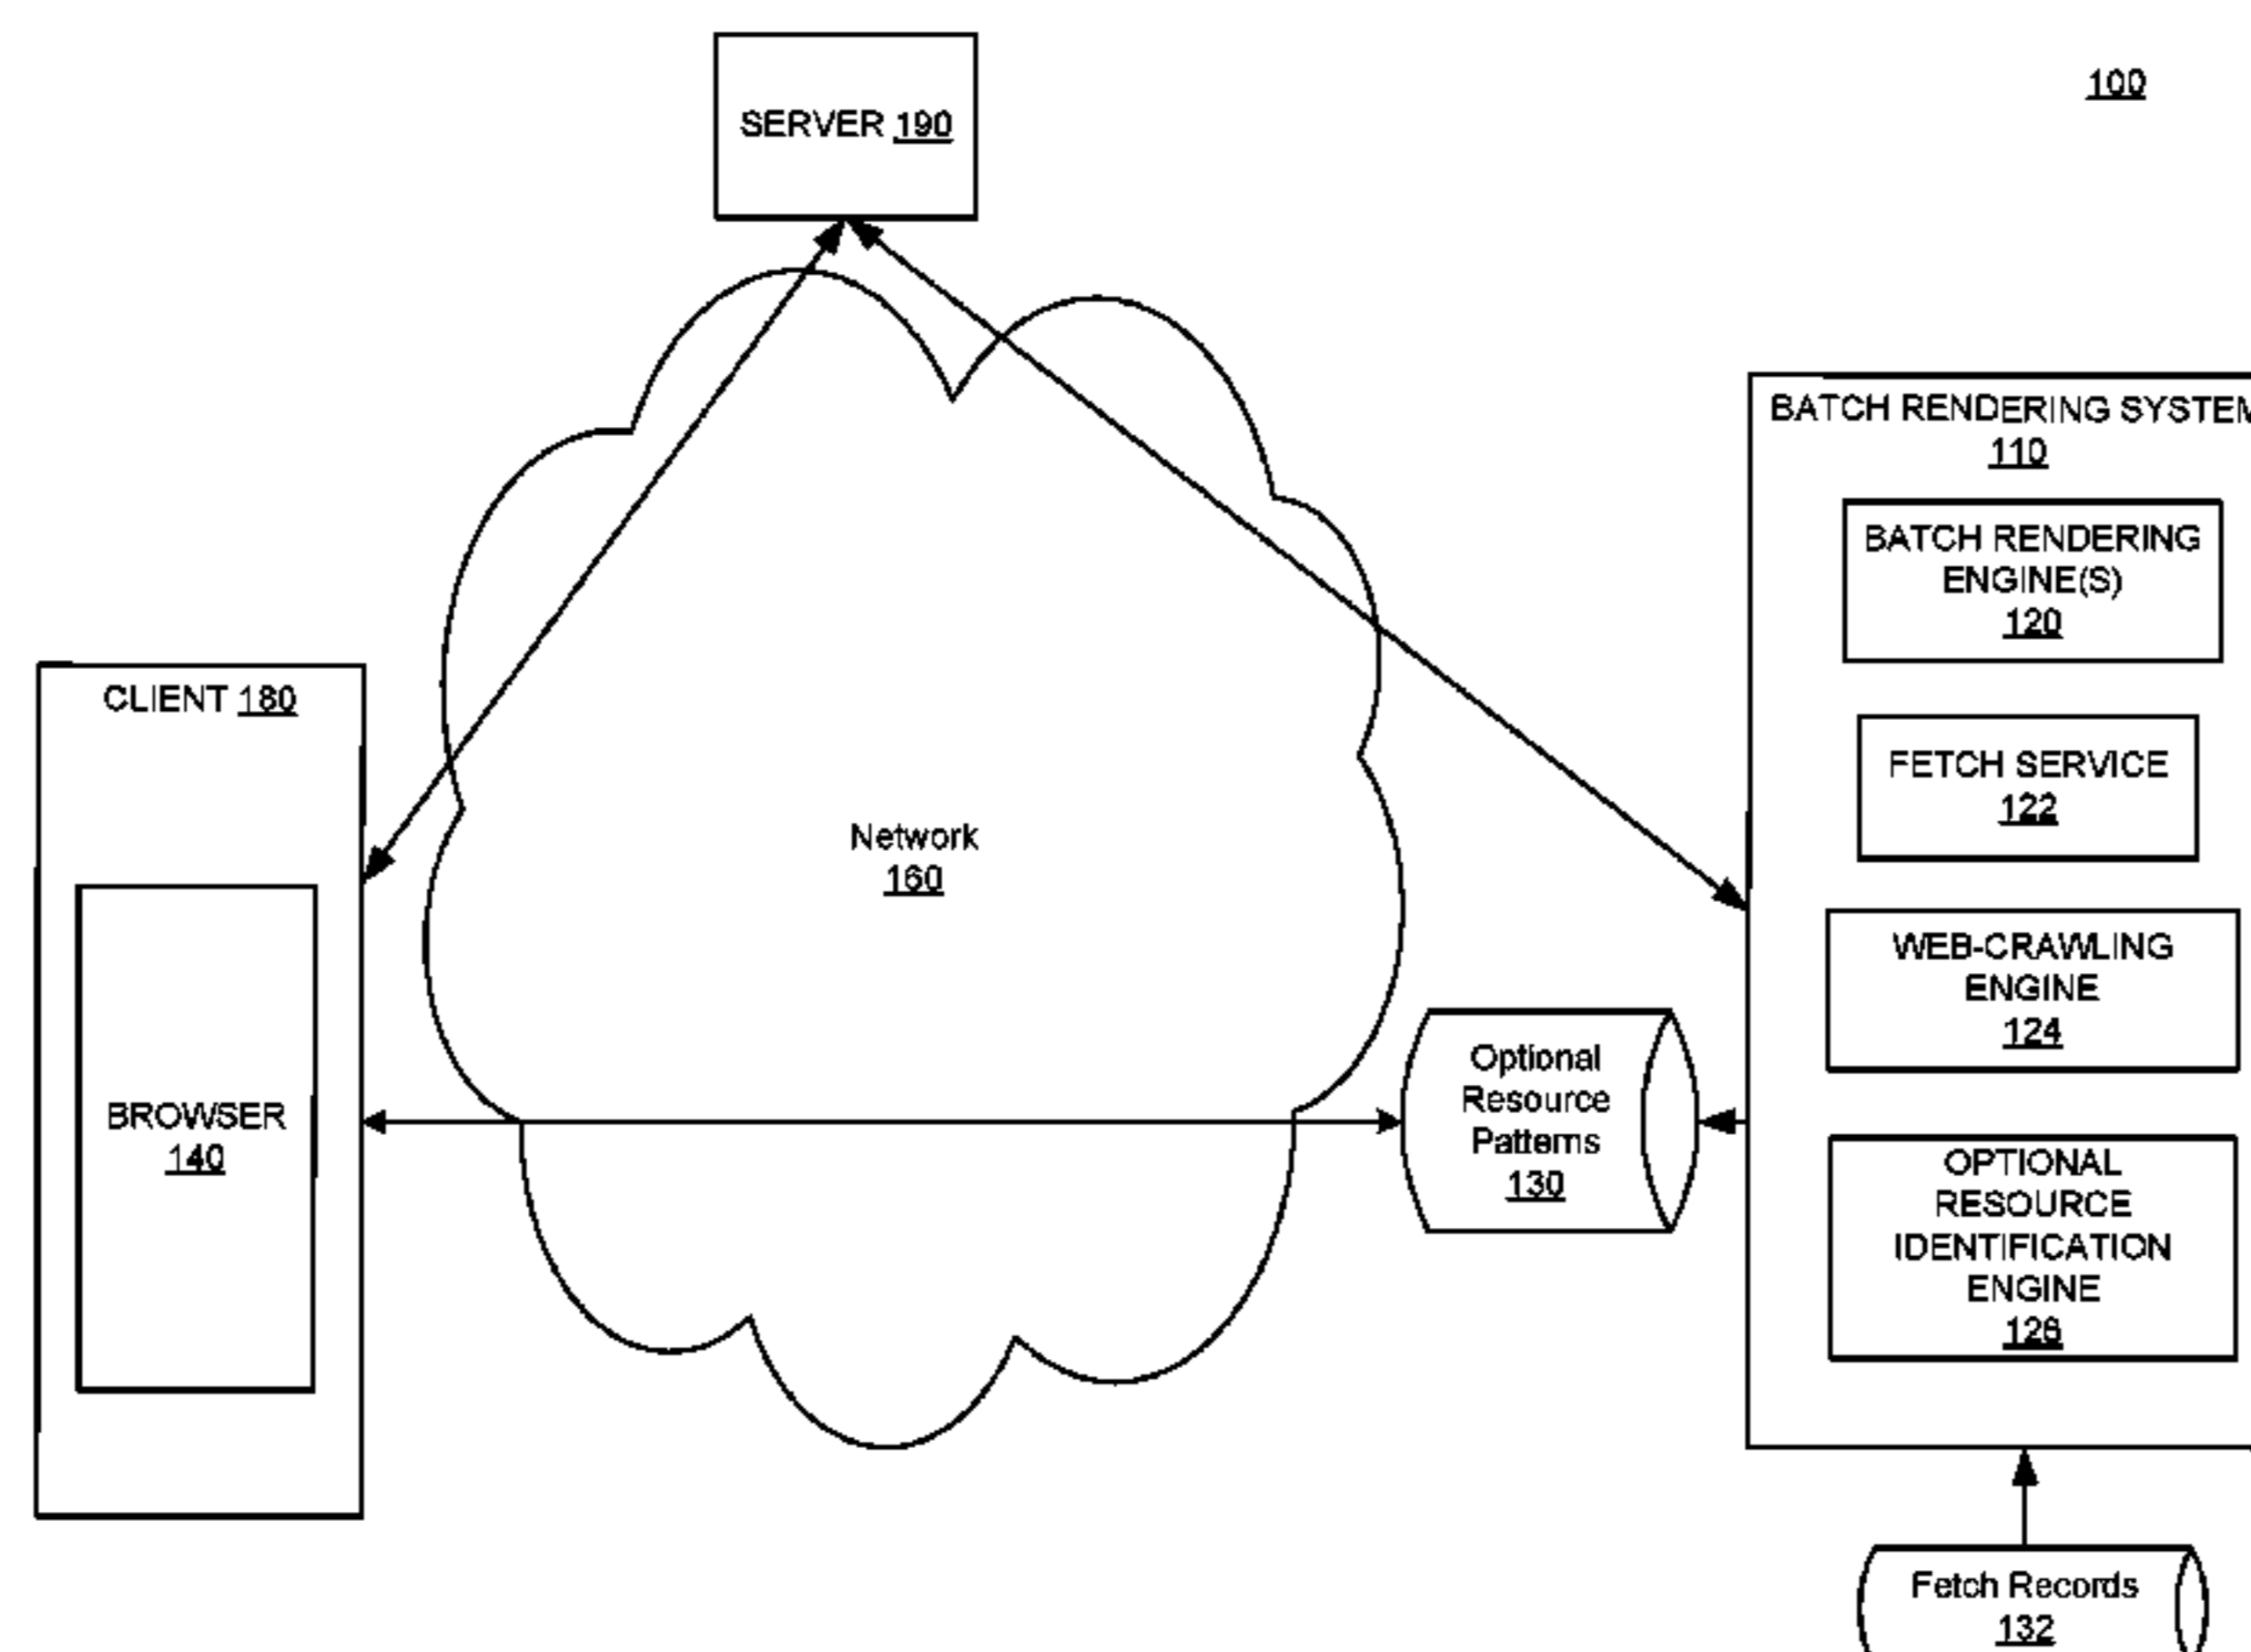 100
SERVER 190
BATCH RENDERING SYSTEM
110
BATCH RENDERING
ENGINE(S)
120
CLIENT 180
FETCH SERVICE
122
Network
160
WEB-CRAWLING
ENGINE
124
Optional
Resource
Patterns
130
BROWSER
140
OPTIONAL
RESOURCE
IDENTIFICATION
ENGINE
126
Fetch Records
132